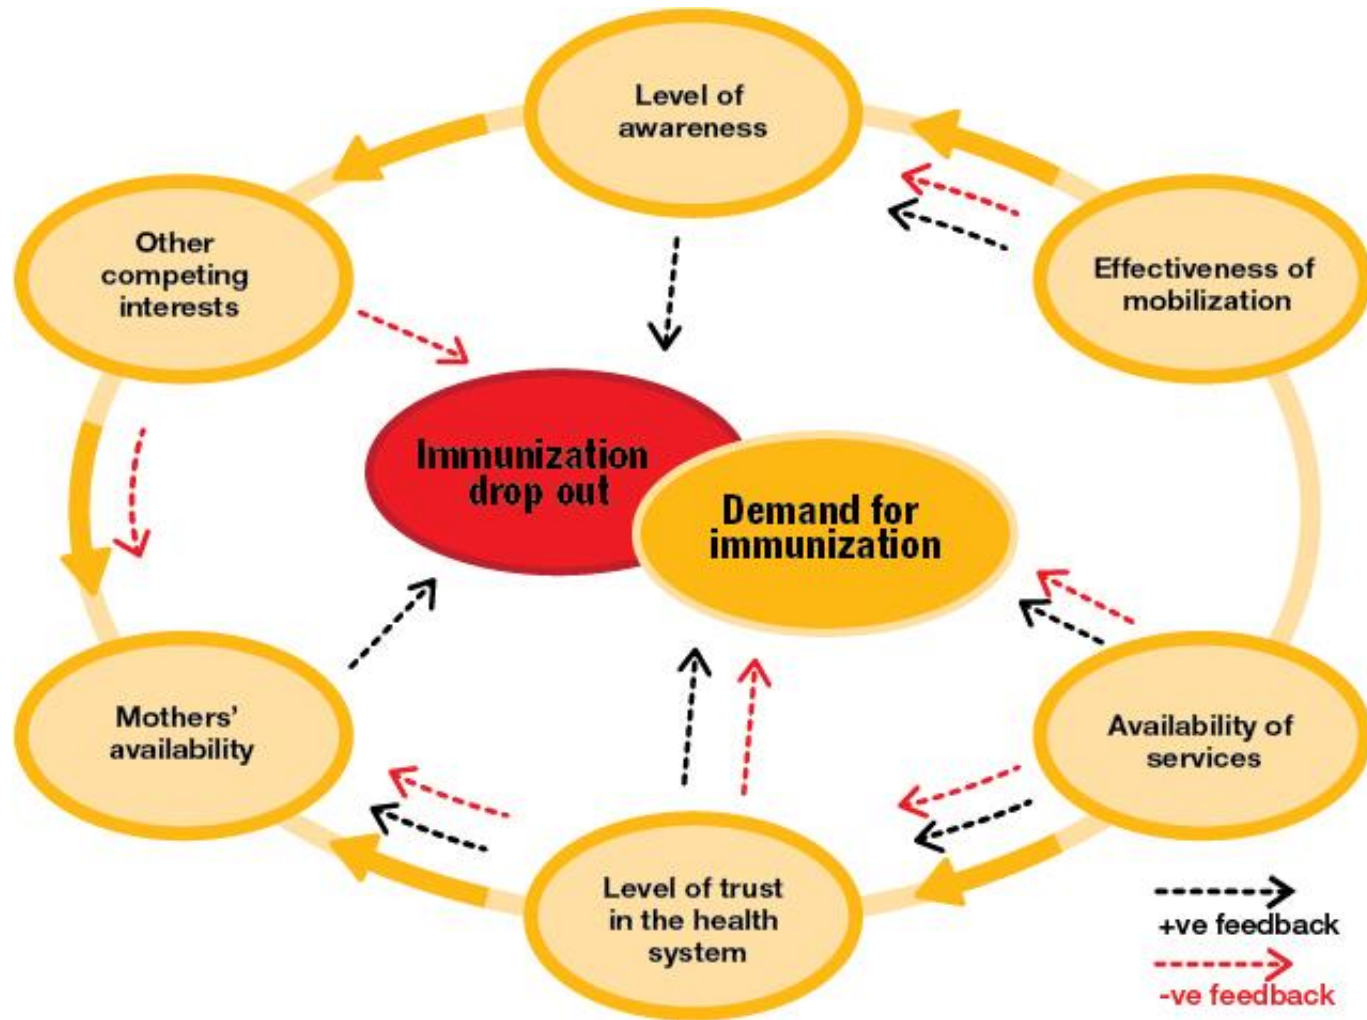 Level of
awareness
Other
competing
interests
Effectiveness of
mobilization
Immunization
drop out
Demand for
immunization
Mothers’
availability
Availability of
services
Level of trust
in the health
system
+ve feedback
-ve feedback